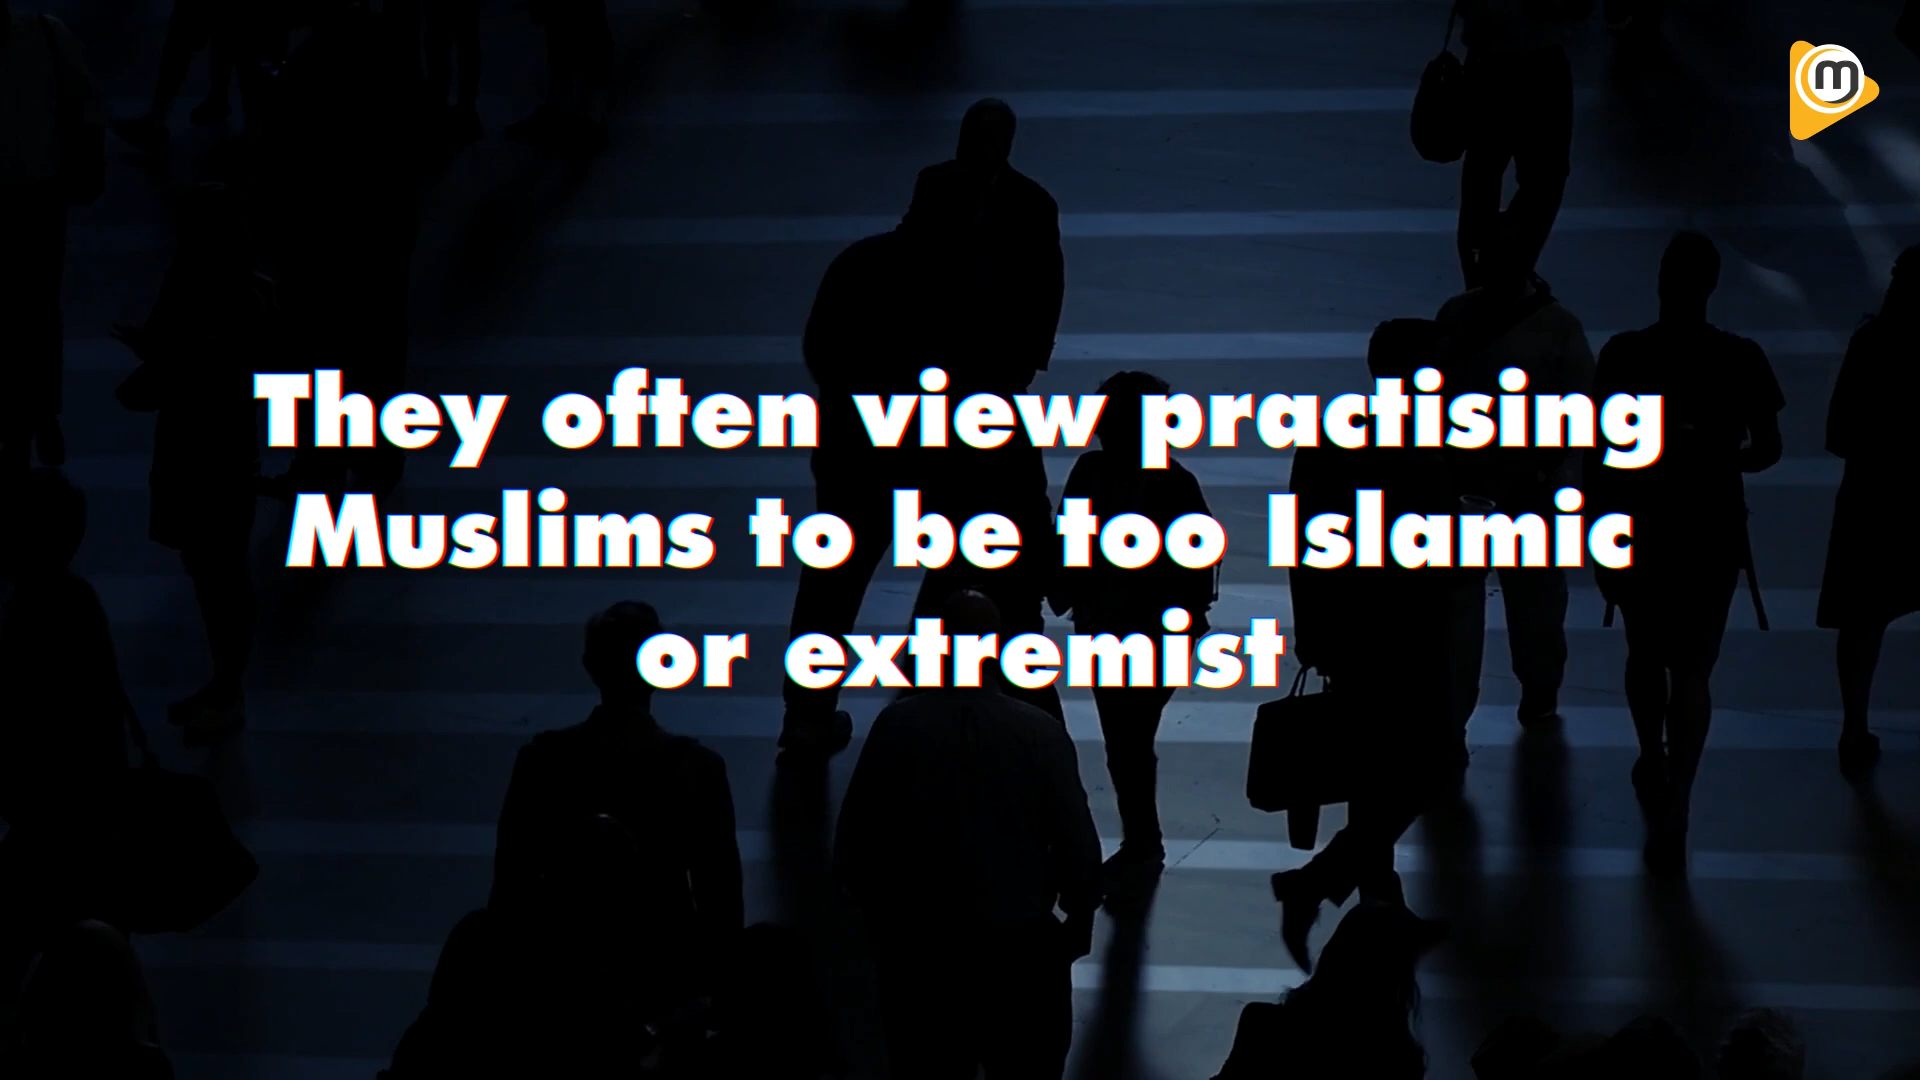 m
They often view practising
Muslims to be too Islamic
or extremist